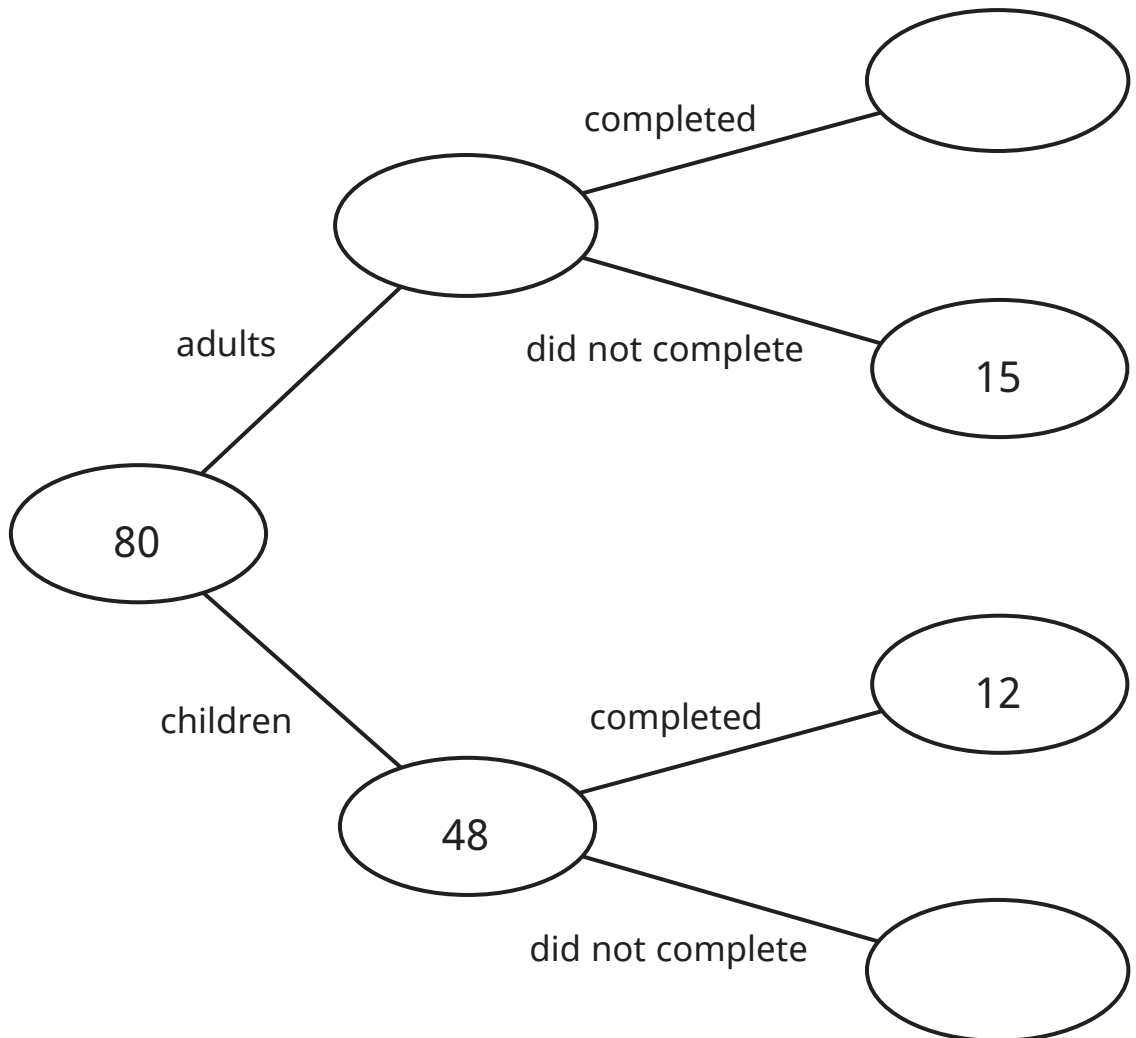 completed
adults
did not complete
15
80
12
children
completed
48
did not complete